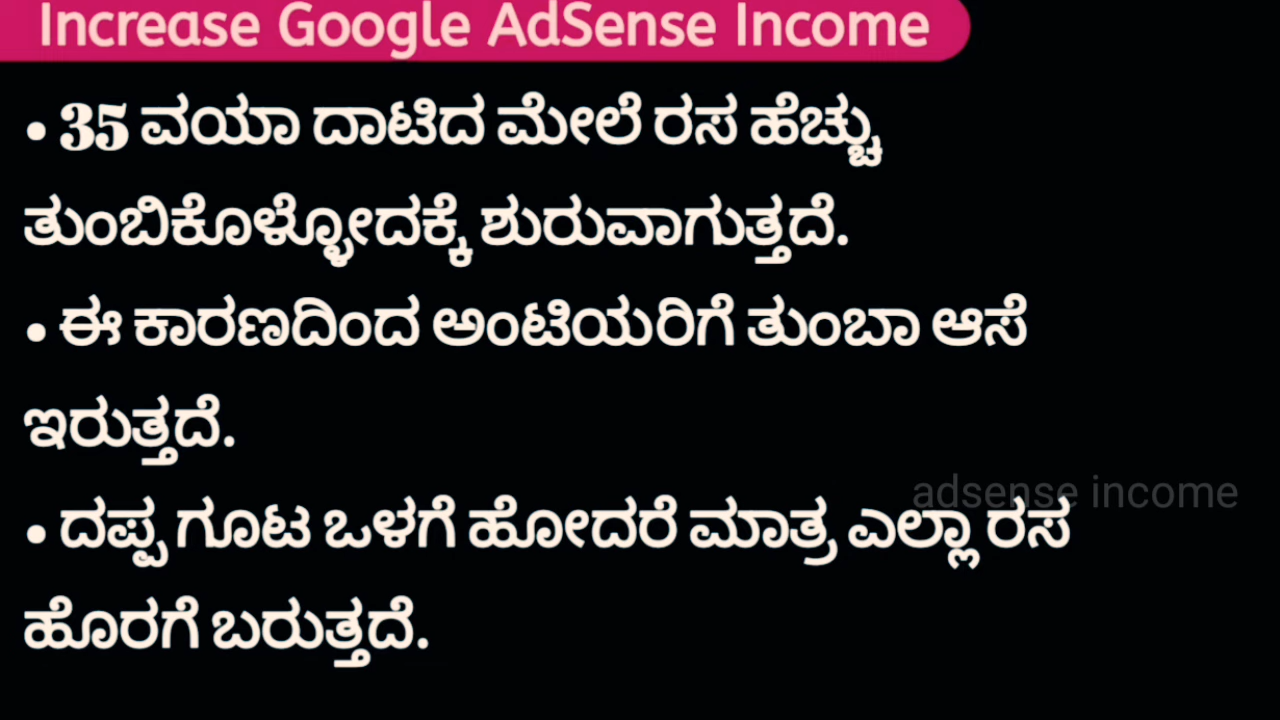 Increase Google AdSense Income
• 35 ವಯಾ ದಾಟಿದ ಮೇಲೆ ರಸ ಹೆಚ್ಚು
ತುಂಬಿಕೊಳ್ಳೋದಕ್ಕೆ ಶುರುವಾಗುತ್ತದೆ.
• ಈ ಕಾರಣದಿಂದ ಅಂಟಿಯರಿಗೆ ತುಂಬಾ ಆಸೆ
ಇರುತ್ತದೆ.
adsense income
• ದಪ್ಪ ಗೂಟ ಒಳಗೆ ಹೋದರೆ ಮಾತ್ರ ಎಲ್ಲಾ ರಸ
ಹೊರಗೆ ಬರುತ್ತದೆ.